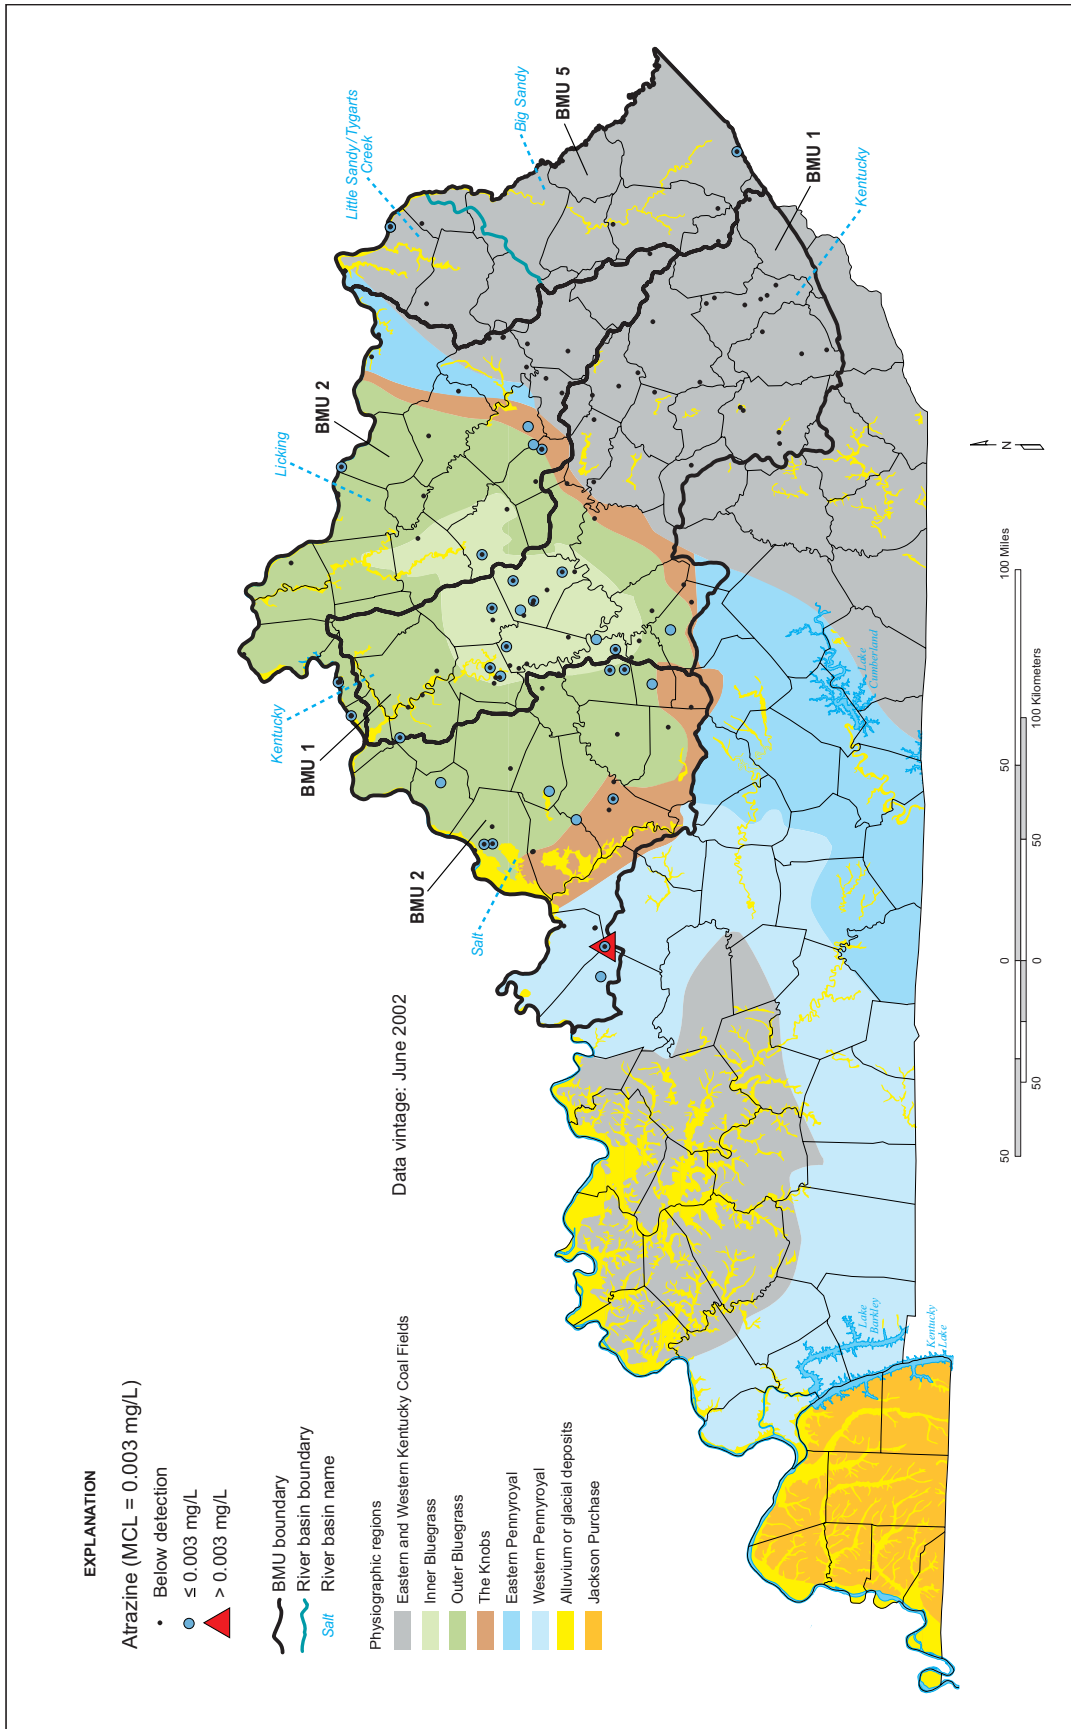 EXPLANATION
Atrazine (MCL = 0.003 mg/L)
Below detection
≤ 0.003 mg/L
> 0.003 mg/L
BMU boundary
River basin boundary
Salt River basin name
Physiographic regions
Eastern and Western Kentucky Coal Fields
Inner Bluegrass
Outer Bluegrass
The Knobs
Eastern Pennyroyal
Western Pennyroyal
Alluvium or glacial deposits
Jackson Purchase
Data vintage: June 2002
Salt
BMU 2
BMU 1
Kentucky
Licking
BMU 2
Little Sandy/Tygarts
Creek
Big Sandy
BMU 5
BMU 1
Kentucky
Lake
Cumberland
Lake
Barkley
Kentucky
Lake
N
50 0 50 100 Miles
50 0 50 100 Kilometers